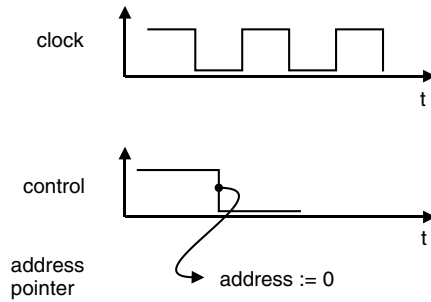 clock
t
control
t
address
pointer
address := 0